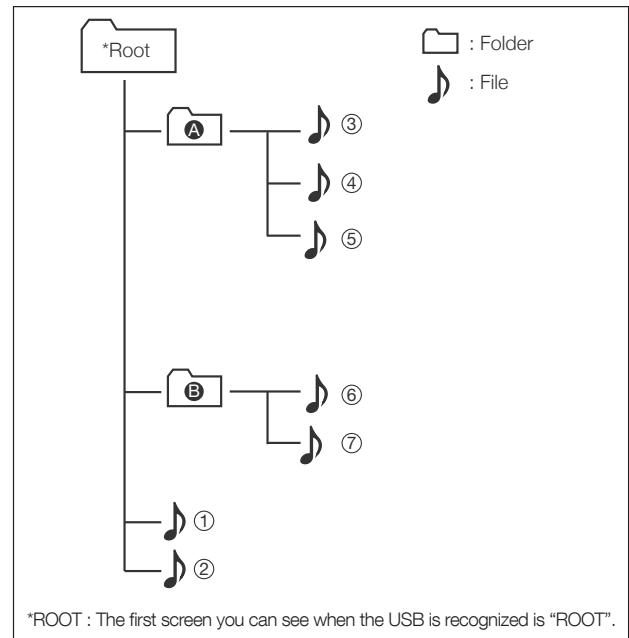 *Root
: Folder
: File
A
③
④
⑤
B
⑥
⑦
①
②
*ROOT : The first screen you can see when the USB is recognized is “ROOT”.